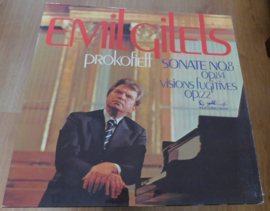 EMIL GILELS
prokofieff
SONATE NO.8
OP.84
VISIONS FUGITIVES
OP.22